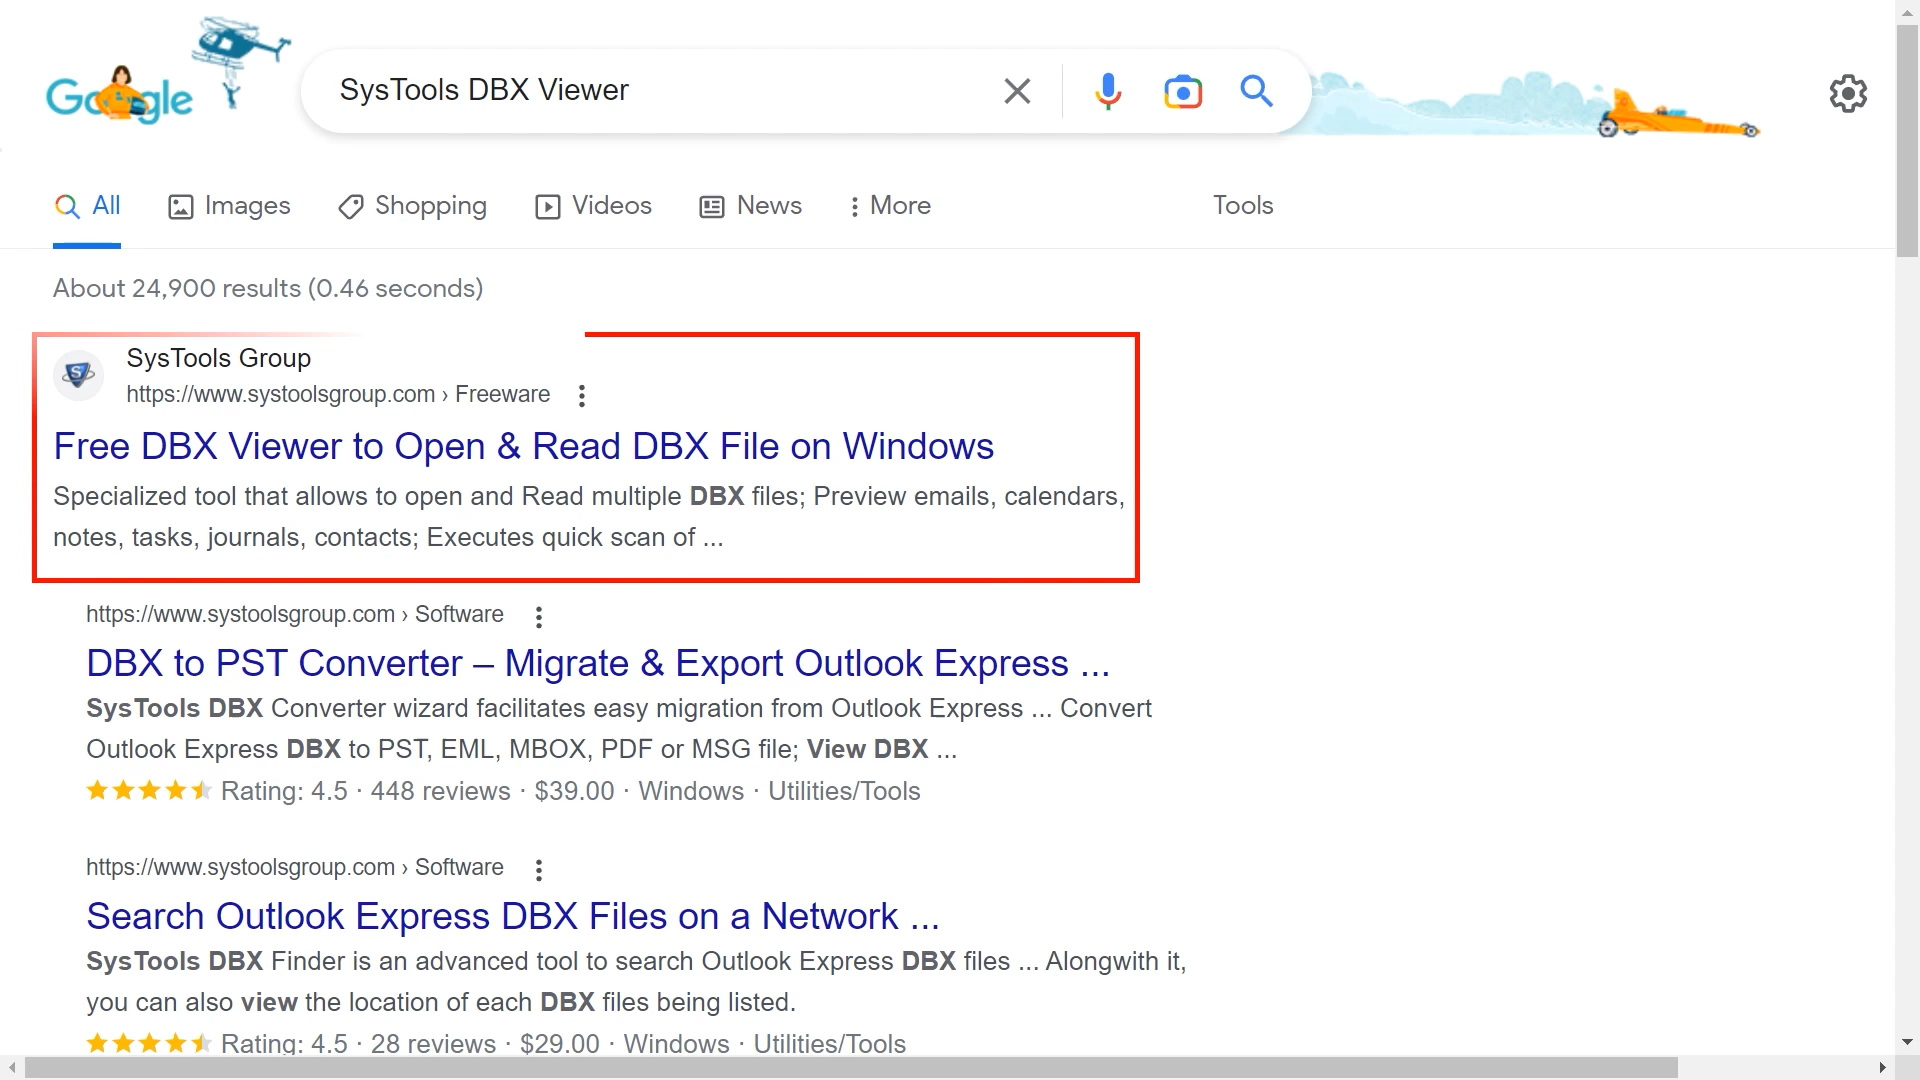 Google
SysTools DBX Viewer
All Images Shopping Videos News More Tools
About 24,900 results (0.46 seconds)
SysTools Group
https://www.systoolsgroup.com › Freeware
Free DBX Viewer to Open & Read DBX File on Windows
Specialized tool that allows to open and Read multiple DBX files; Preview emails, calendars,
notes, tasks, journals, contacts; Executes quick scan of ...
https://www.systoolsgroup.com › Software
DBX to PST Converter – Migrate & Export Outlook Express ...
SysTools DBX Converter wizard facilitates easy migration from Outlook Express ... Convert
Outlook Express DBX to PST, EML, MBOX, PDF or MSG file; View DBX ...
Rating: 4.5 · 448 reviews · $39.00 · Windows · Utilities/Tools
https://www.systoolsgroup.com › Software
Search Outlook Express DBX Files on a Network ...
SysTools DBX Finder is an advanced tool to search Outlook Express DBX files ... Alongwith it,
you can also view the location of each DBX files being listed.
Rating: 4.5 · 28 reviews · $29.00 · Windows · Utilities/Tools